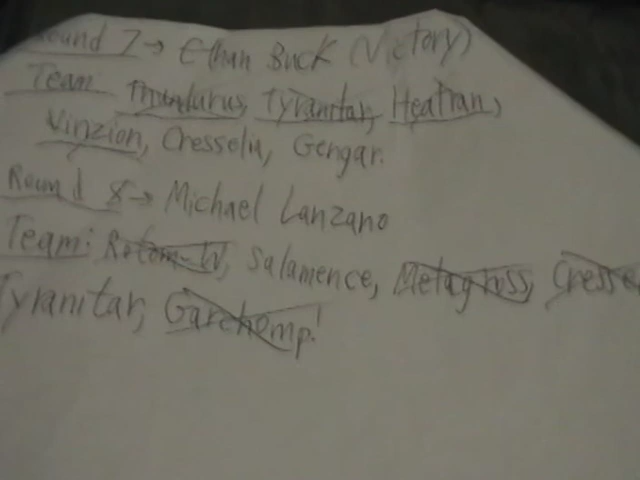 Round 7 → Ethan Buck (Victory)
Team Thundurus, Tyranitar, Heatran,
Virizion, Cresselia, Gengar.
Round 8 → Michael Lanzano
Team: Rotom-W, Salamence, Metagross, Cresse
Tyranitar, Garchomp!